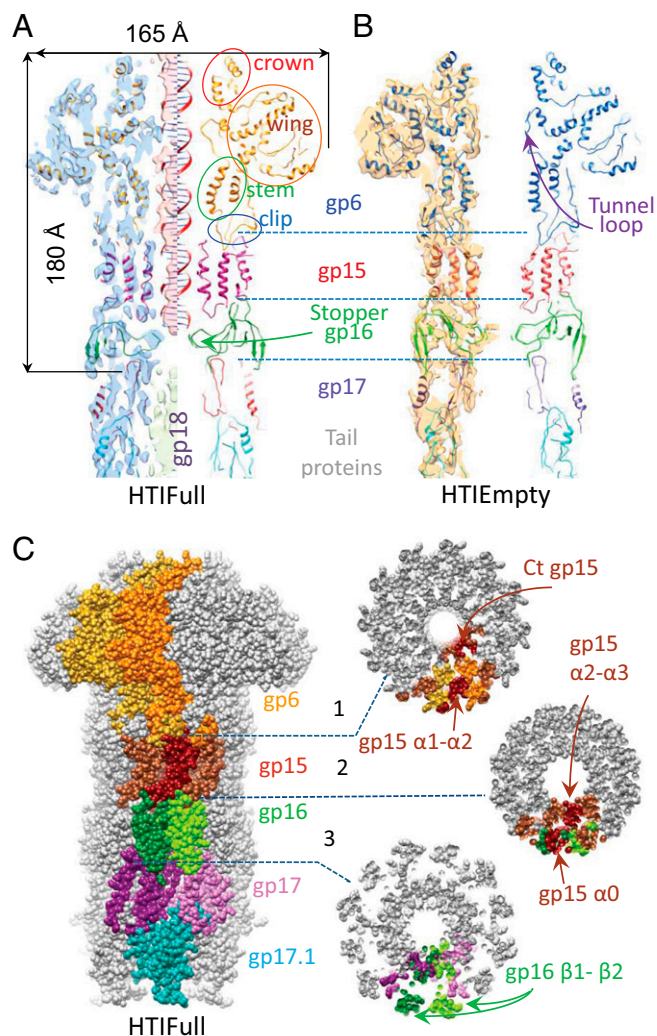 A
165 Å
B
crown
wing
stem
clip
180 Å
gp6
Tunnel
loop
gp15
Stopper
gp16
gp17
gp18
Tail
proteins
HTIFull
HTIEmpty
C
Ct gp15
gp15
α2-α3
gp6
1
gp15 α1-α2
gp15
2
gp16
3
gp15 α0
gp17
gp16 β1- β2
gp17.1
HTIFull